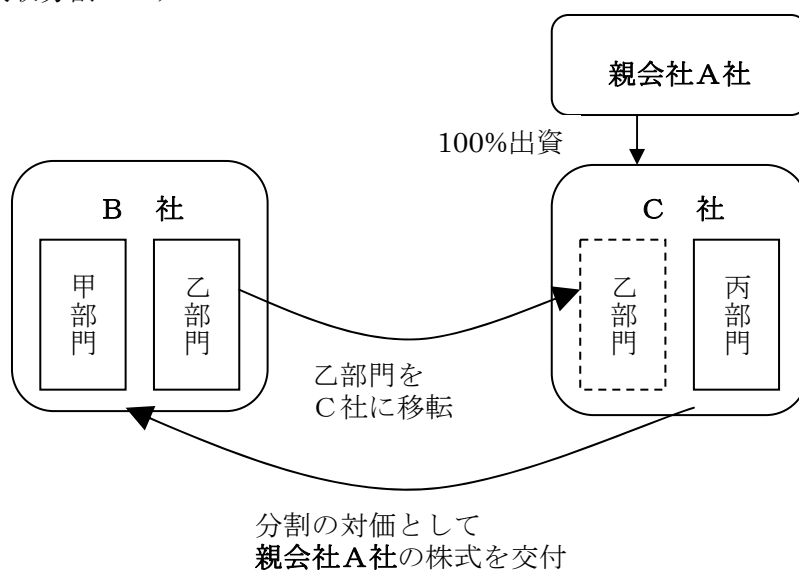 親会社A社
100%出資
B 社
C 社
甲部門
乙部門
乙部門
丙部門
乙部門を
C社に移転
分割の対価として
親会社A社の株式を交付